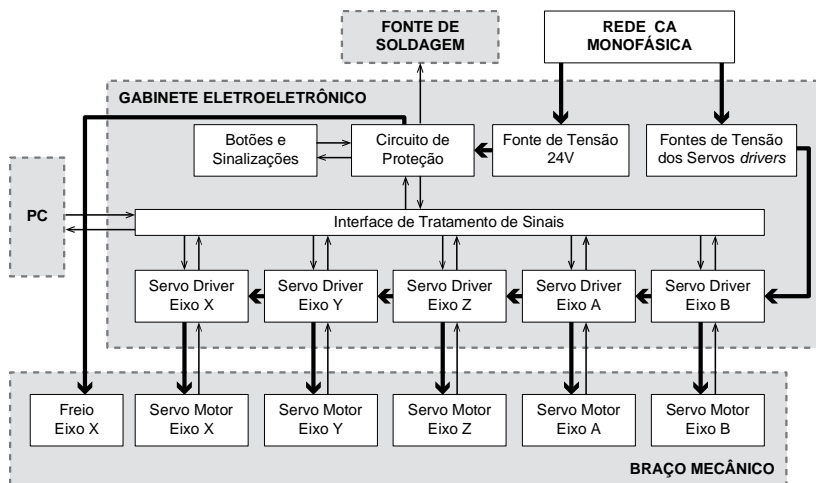 FONTE DE
SOLDAGEM
REDE CA
MONOFÁSICA
GABINETE ELETROELETRÔNICO
Botões e
Sinalizações
Circuito de
Proteção
Fonte de Tensão
24V
Fontes de Tensão
dos Servos drivers
PC
Interface de Tratamento de Sinais
Servo Driver
Eixo X
Servo Driver
Eixo Y
Servo Driver
Eixo Z
Servo Driver
Eixo A
Servo Driver
Eixo B
Freio
Eixo X
Servo Motor
Eixo X
Servo Motor
Eixo Y
Servo Motor
Eixo Z
Servo Motor
Eixo A
Servo Motor
Eixo B
BRAÇO MECÂNICO